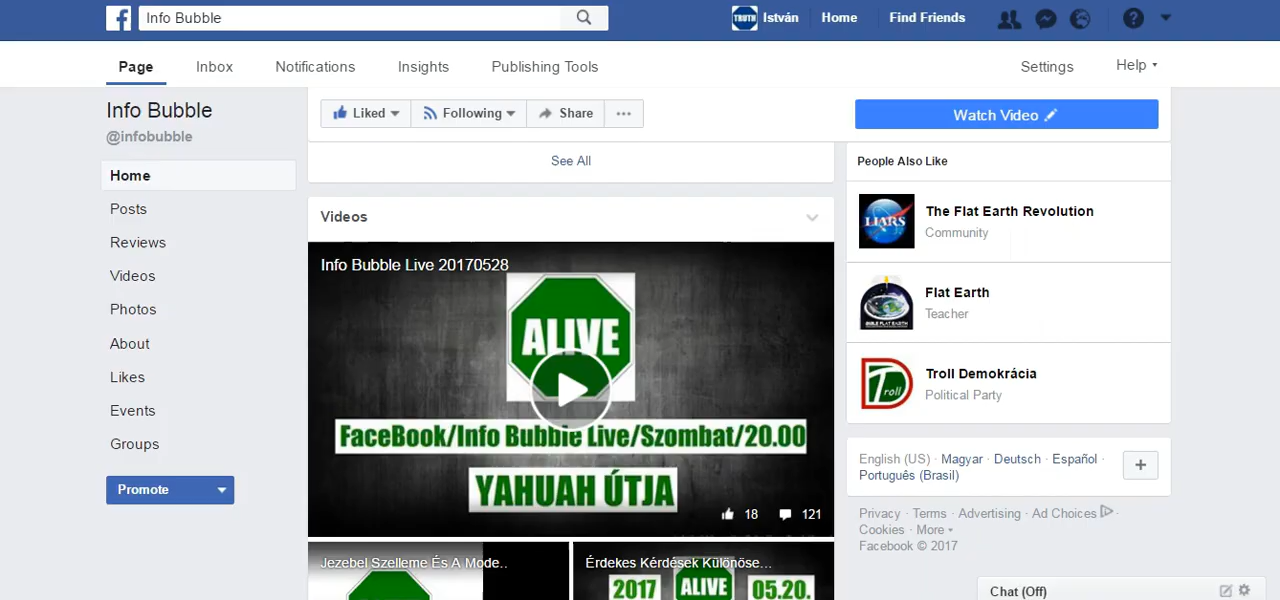 Info Bubble
TRUTH
István
Home
Find Friends
Page
Inbox
Notifications
Insights
Publishing Tools
Settings
Help
Info Bubble
@infobubble
Liked
Following
Share
Watch Video
Home
Posts
Reviews
Videos
Photos
About
Likes
Events
Groups
Promote
See All
Videos
Info Bubble Live 20170528
ALIVE
FaceBook/Info Bubble Live/Szombat/20.00
YAHUAH ÚTJA
18
121
Jezebel Szelleme És A Mode..
Érdekes Kérdések Különöse...
2017
ALIVE
05.20.
People Also Like
LIARS
The Flat Earth Revolution
Community
BIBLE FLAT EARTH
Flat Earth
Teacher
Troll
Troll Demokrácia
Political Party
English (US) · Magyar · Deutsch · Español ·
Português (Brasil)
Privacy · Terms · Advertising · Ad Choices ·
Cookies · More
Facebook © 2017
Chat (Off)